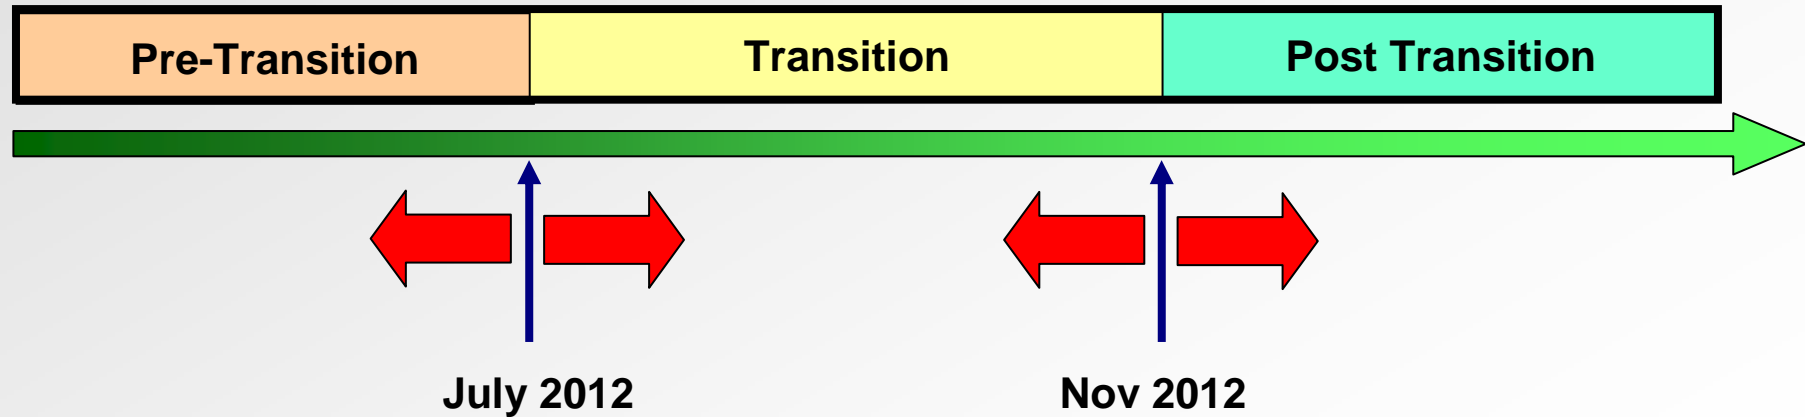 Pre-Transition
Transition
Post Transition
July 2012
Nov 2012